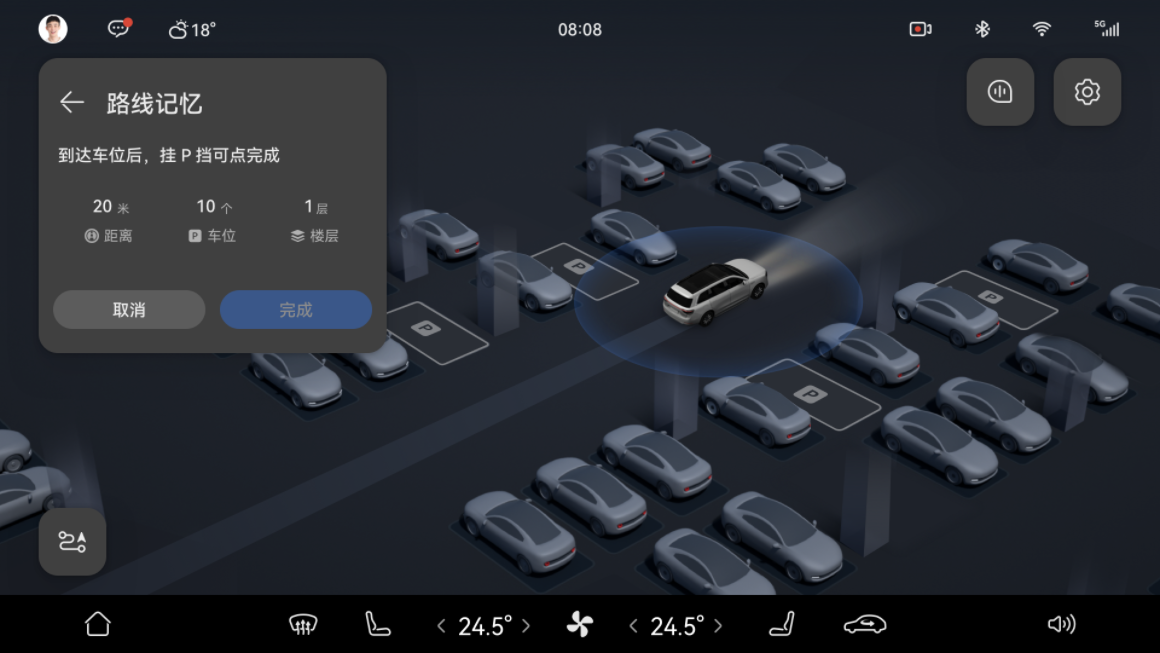 18°
08:08
5G
路线记忆
到达车位后，挂 P 挡可点完成
20 米
10 个
1 层
距离
P 车位
楼层
取消
完成
P
P
P
P
24.5°
24.5°